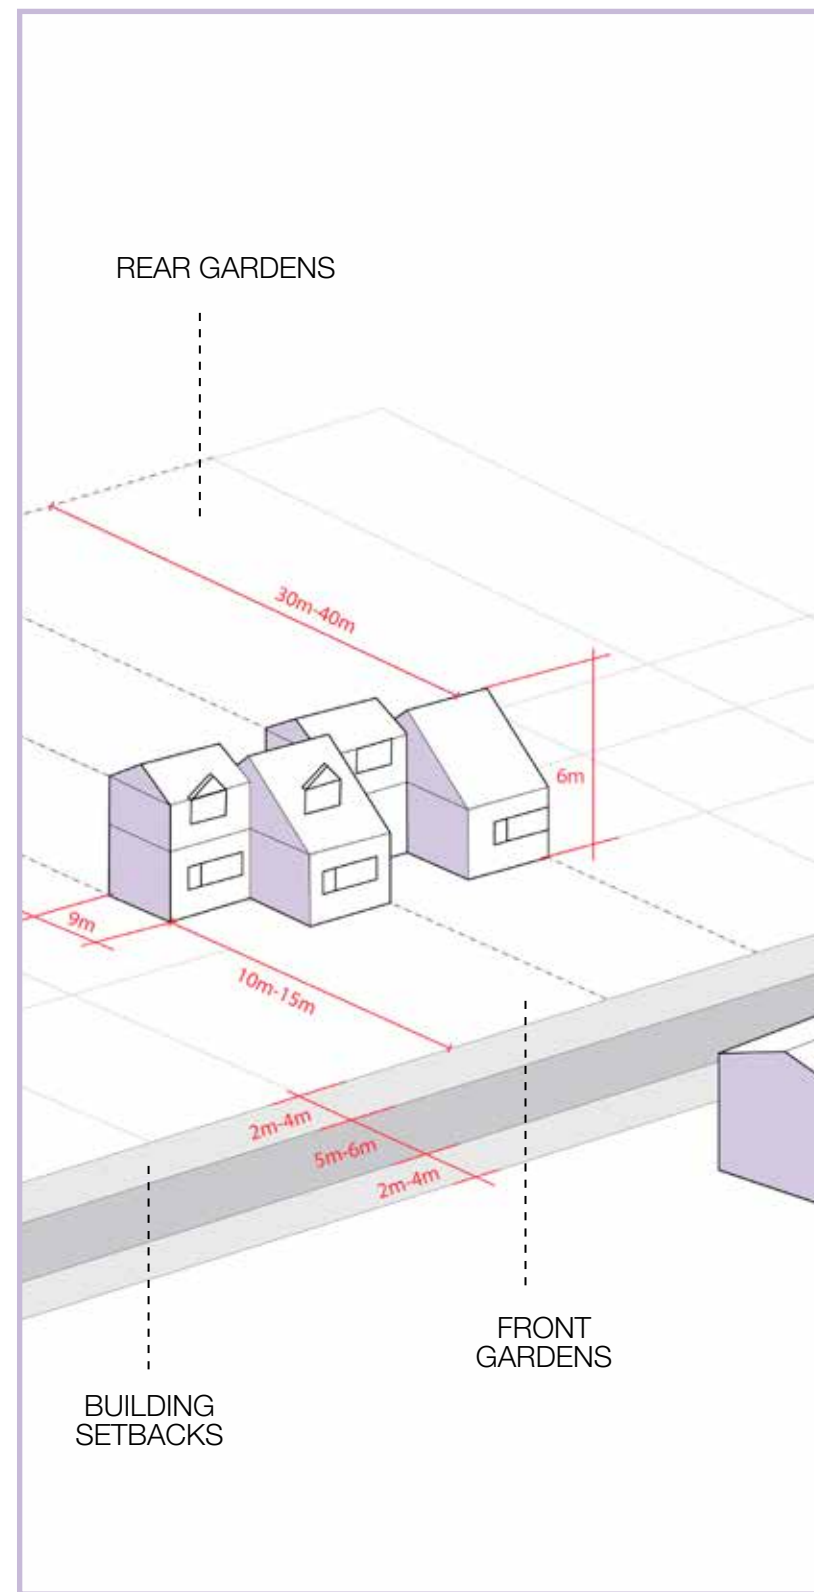 REAR GARDENS
30m-40m
6m
9m
10m-15m
2m-4m
5m-6m
2m-4m
FRONT
GARDENS
BUILDING
SETBACKS